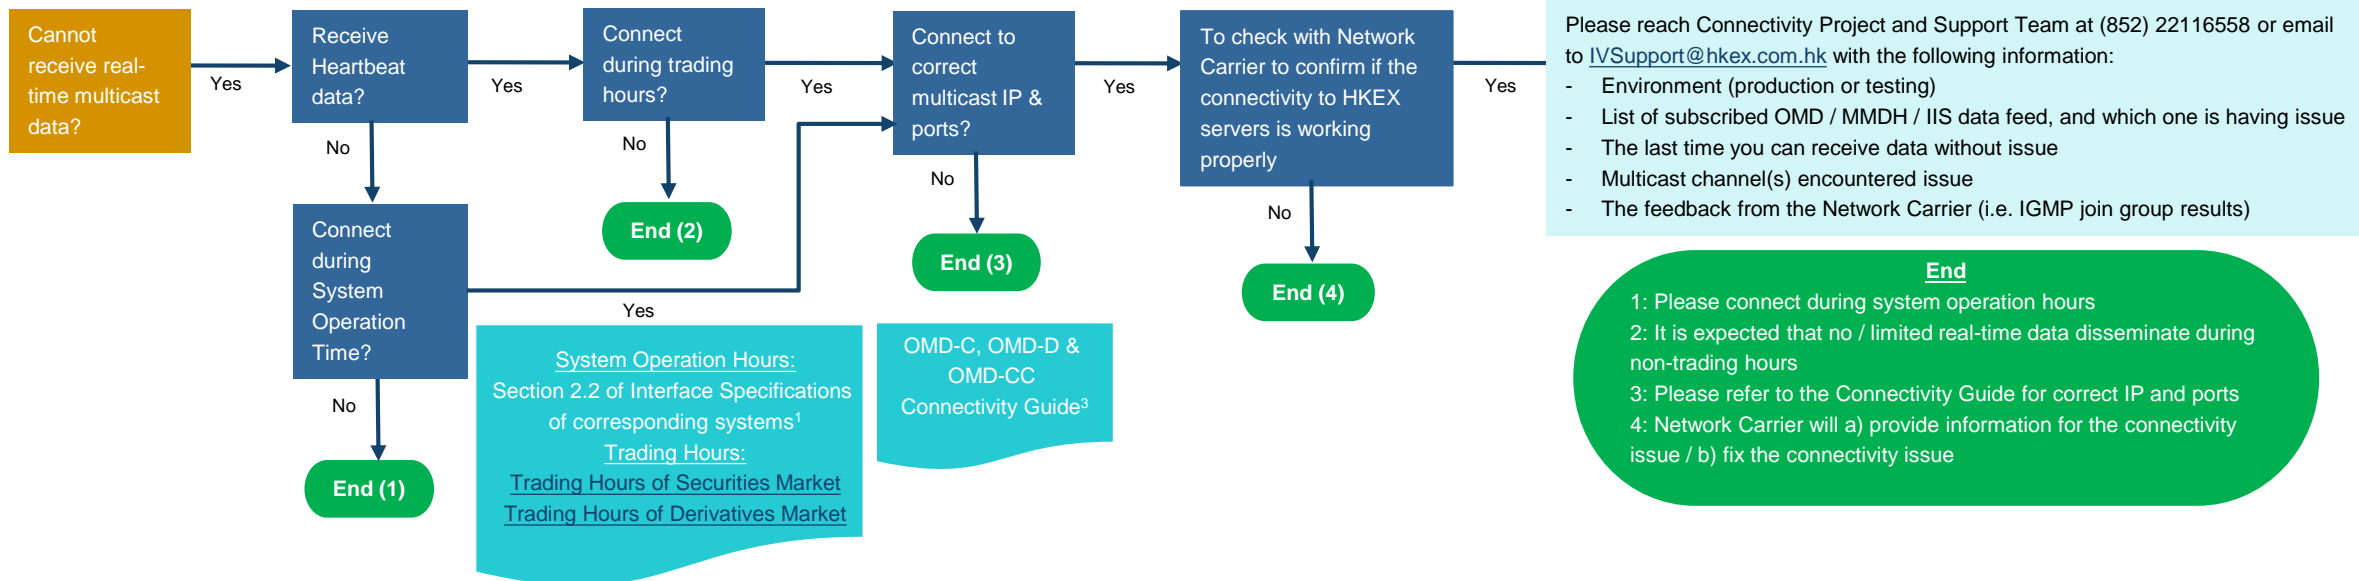 Cannot
receive real-
time multicast
data?
Yes
Receive
Heartbeat
data?
Yes
No
Connect
during trading
hours?
Yes
No
End (2)
Connect to
correct
multicast IP &
ports?
Yes
No
End (3)
To check with Network
Carrier to confirm if the
connectivity to HKEX
servers is working
properly
Yes
No
End (4)
Please reach Connectivity Project and Support Team at (852) 22116558 or email
to IVSupport@hkex.com.hk with the following information:
- Environment (production or testing)
- List of subscribed OMD / MMDH / IIS data feed, and which one is having issue
- The last time you can receive data without issue
- Multicast channel(s) encountered issue
- The feedback from the Network Carrier (i.e. IGMP join group results)
Connect
during
System
Operation
Time?
Yes
No
End (1)
System Operation Hours:
Section 2.2 of Interface Specifications
of corresponding systems¹
Trading Hours:
Trading Hours of Securities Market
Trading Hours of Derivatives Market
OMD-C, OMD-D &
OMD-CC
Connectivity Guide³
End
1: Please connect during system operation hours
2: It is expected that no / limited real-time data disseminate during
non-trading hours
3: Please refer to the Connectivity Guide for correct IP and ports
4: Network Carrier will a) provide information for the connectivity
issue / b) fix the connectivity issue